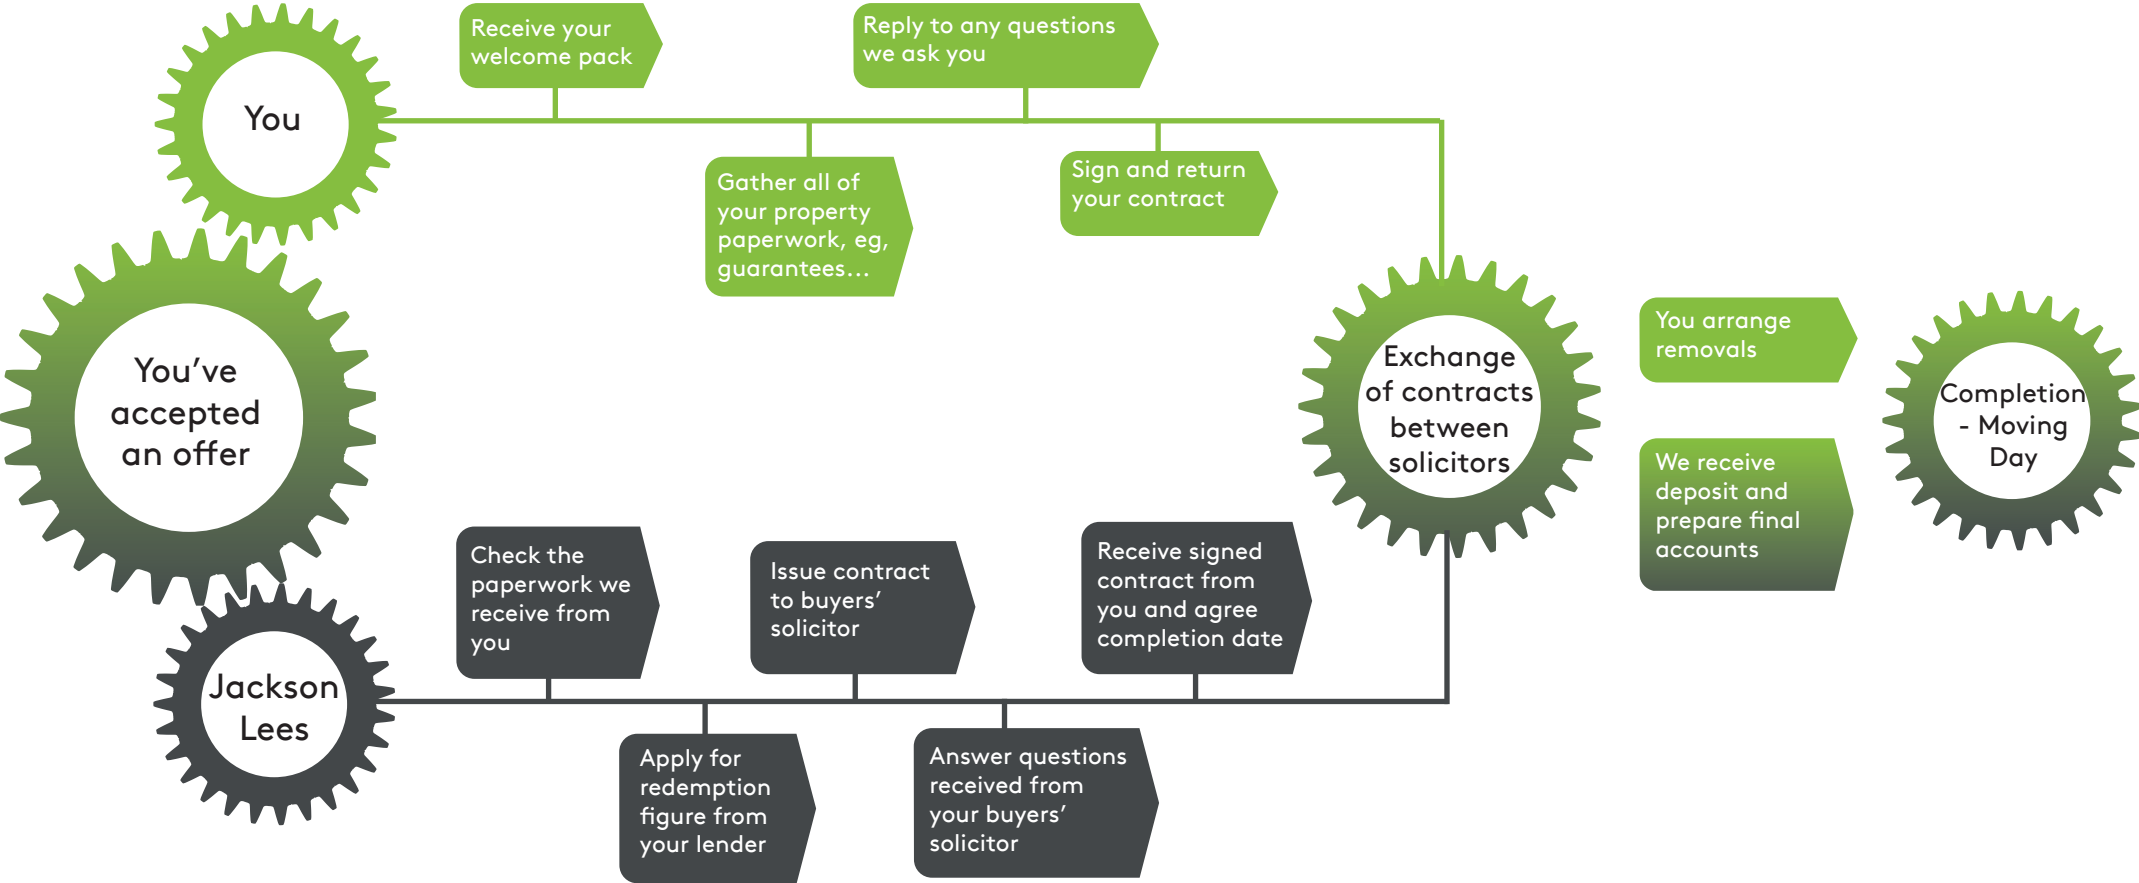 You
Receive your
welcome pack
Gather all of
your property
paperwork, eg,
guarantees...
Reply to any questions
we ask you
Sign and return
your contract
You’ve
accepted
an offer
Jackson
Lees
Check the
paperwork we
receive from
you
Apply for
redemption
figure from
your lender
Issue contract
to buyers’
solicitor
Answer questions
received from
your buyers’
solicitor
Receive signed
contract from
you and agree
completion date
Exchange
of contracts
between
solicitors
You arrange
removals
We receive
deposit and
prepare final
accounts
Completion
- Moving
Day